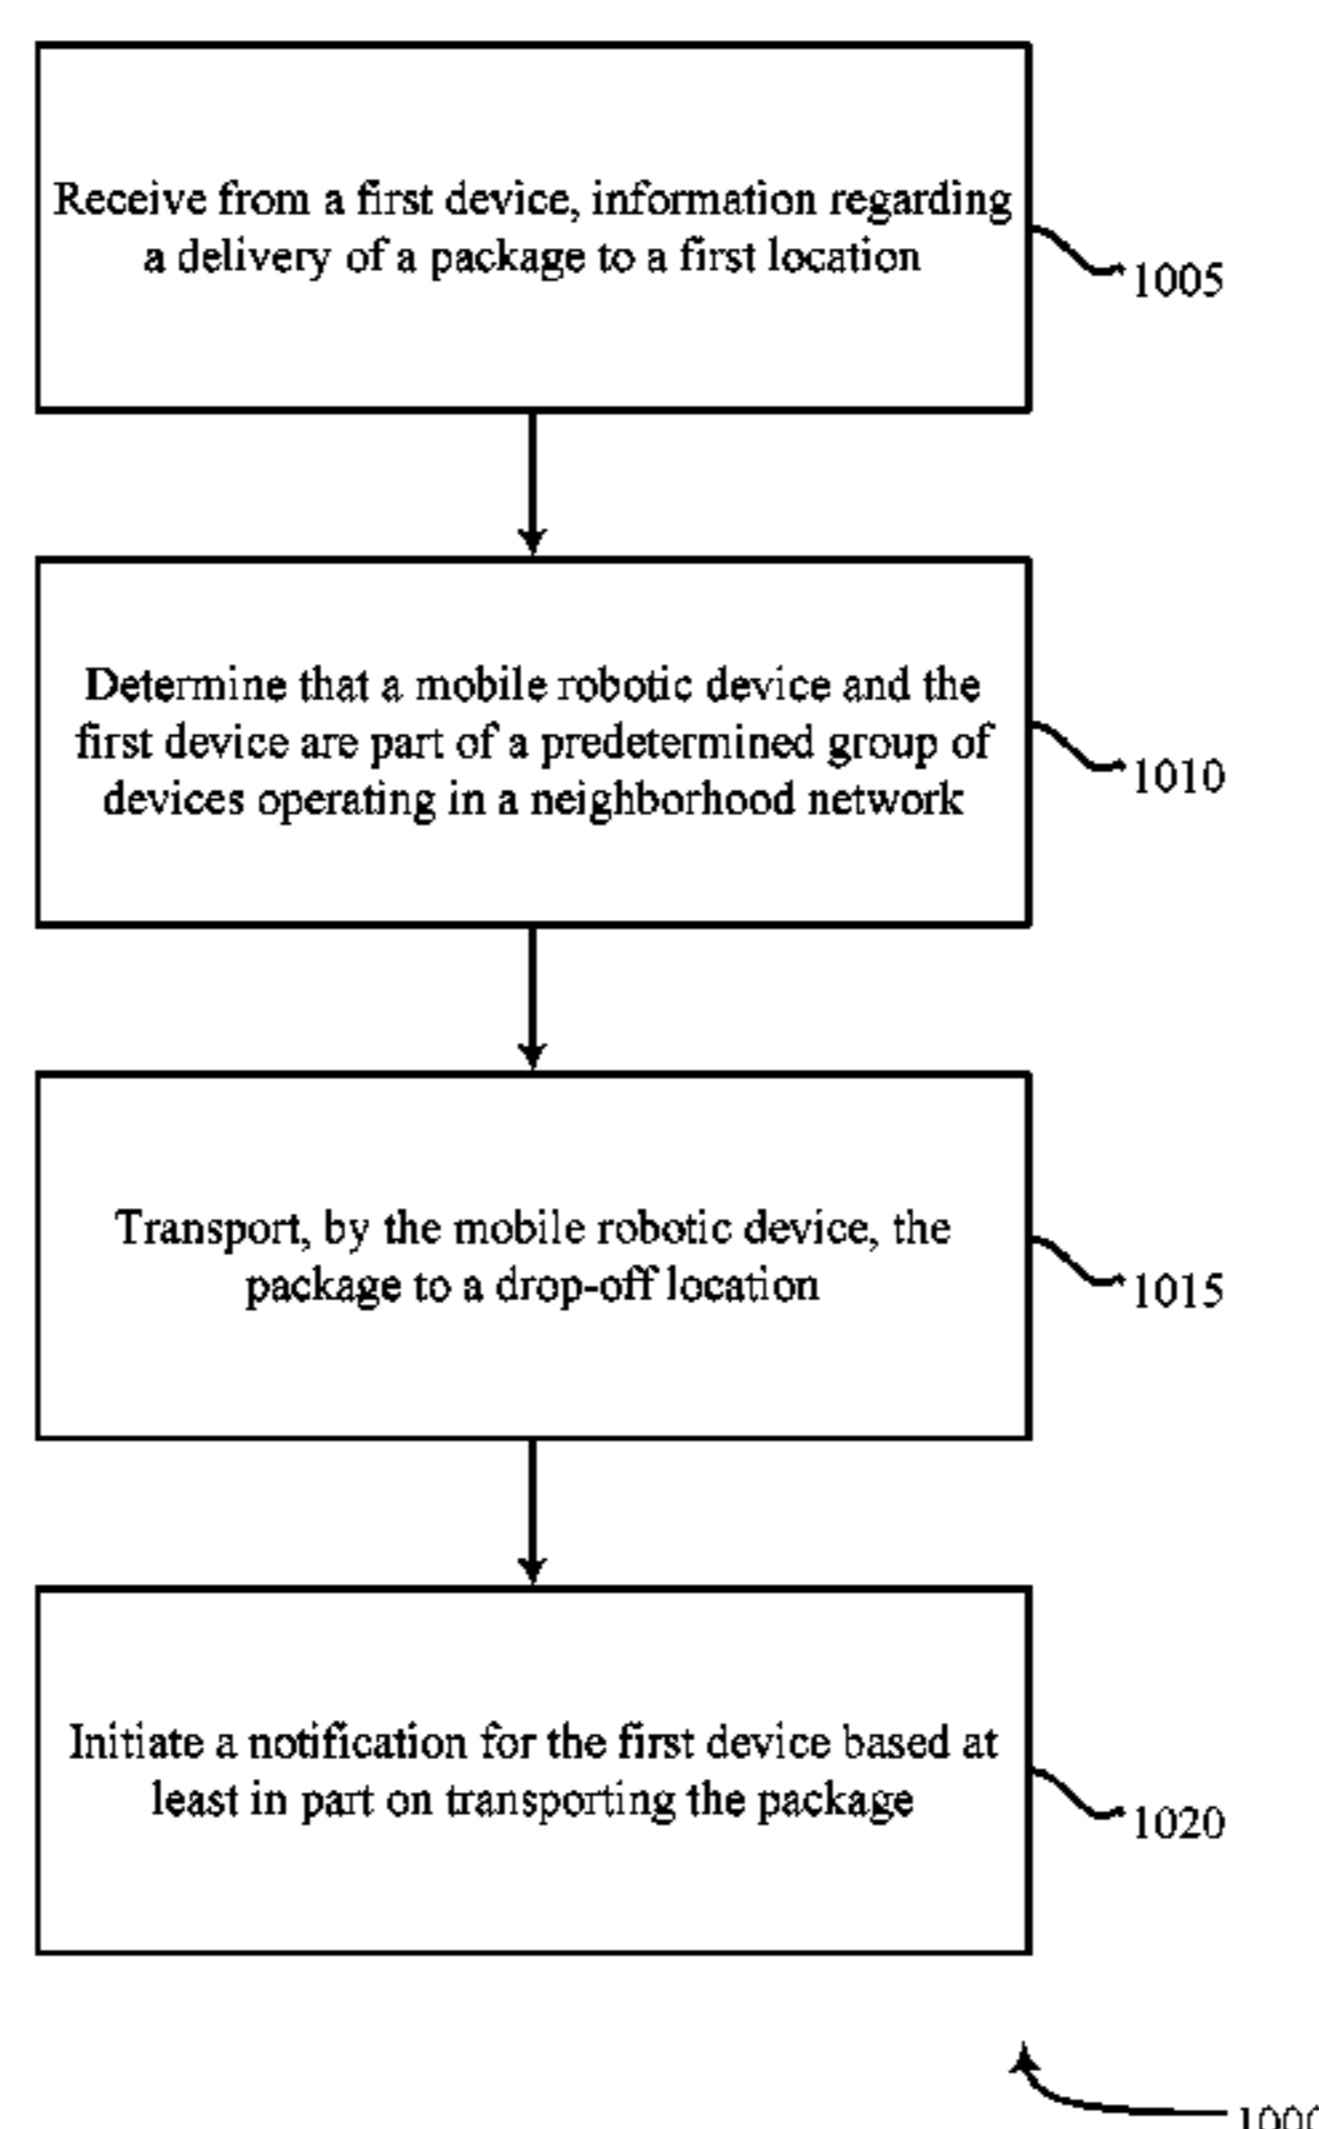 Receive from a first device, information regarding
a delivery of a package to a first location
1005
Determine that a mobile robotic device and the
first device are part of a predetermined group of
devices operating in a neighborhood network
1010
Transport, by the mobile robotic device, the
package to a drop-off location
1015
Initiate a notification for the first device based at
least in part on transporting the package
1020
1000